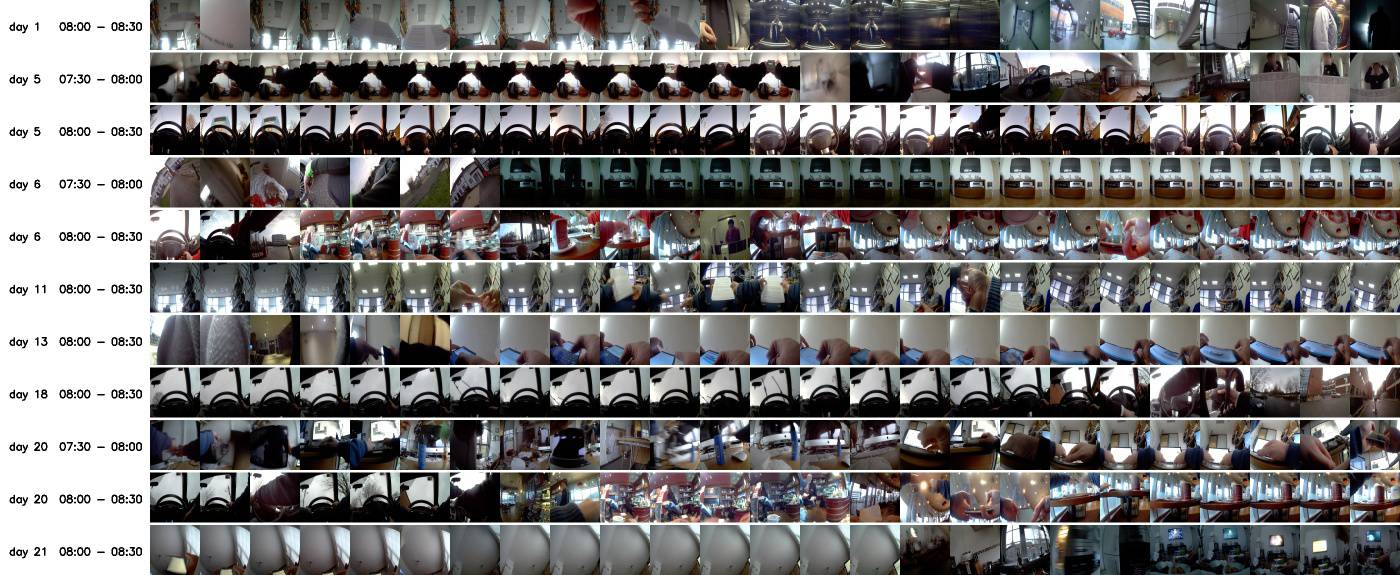 day 1 08:00 – 08:30
day 5 07:30 – 08:00
day 5 08:00 – 08:30
day 6 07:30 – 08:00
day 6 08:00 – 08:30
day 11 08:00 – 08:30
day 13 08:00 – 08:30
day 18 08:00 – 08:30
day 20 07:30 – 08:00
day 20 08:00 – 08:30
day 21 08:00 – 08:30